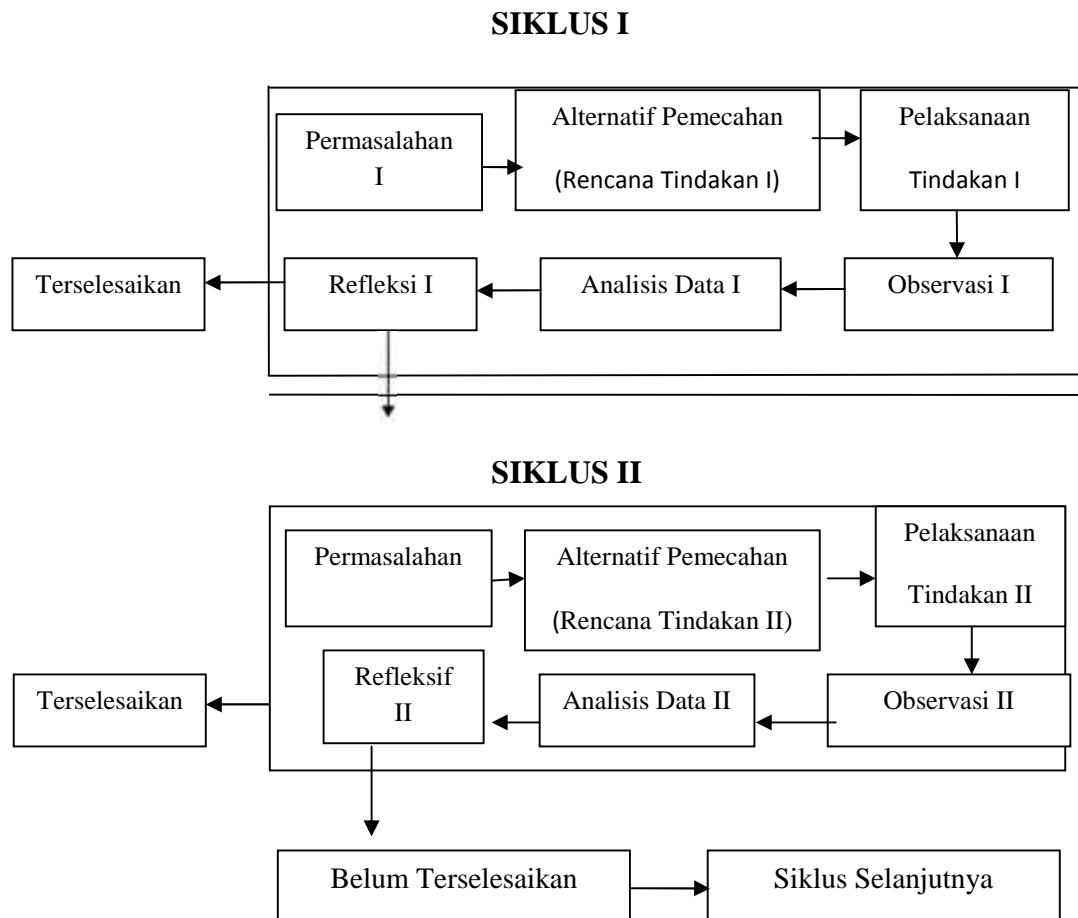 SIKLUS I
Permasalahan
I
Alternatif Pemecahan
(Rencana Tindakan I)
Pelaksanaan
Tindakan I
Terselesaikan
Refleksi I
Analisis Data I
Observasi I
SIKLUS II
Permasalahan
Alternatif Pemecahan
(Rencana Tindakan II)
Pelaksanaan
Tindakan II
Terselesaikan
Refleksif
II
Analisis Data II
Observasi II
Belum Terselesaikan
Siklus Selanjutnya